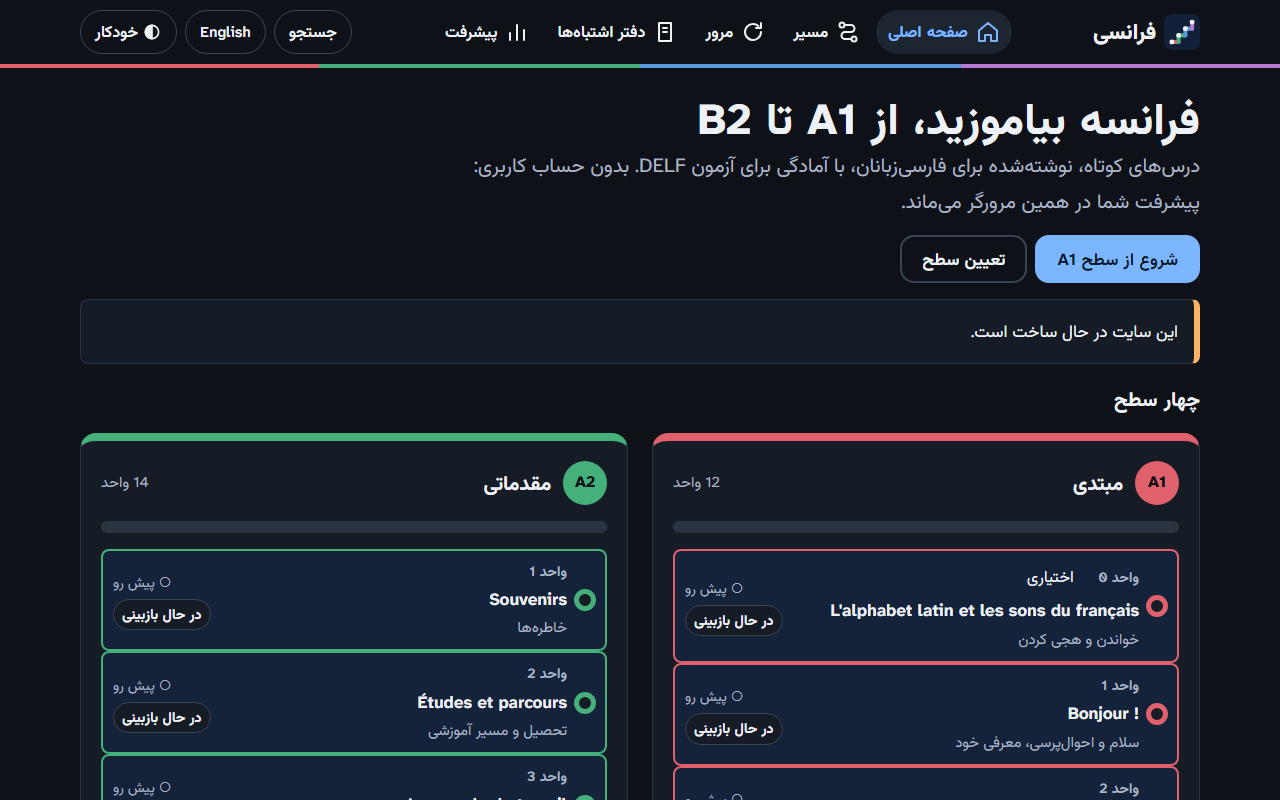 فرانسی
صفحه اصلی
مسیر
مرور
دفتر اشتباه‌ها
پیشرفت
جستجو
English
خودکار
فرانسه بیاموزید، از A1 تا B2
درس‌های کوتاه، نوشته‌شده برای فارسی‌زبانان، با آمادگی برای آزمون DELF. بدون حساب کاربری:
پیشرفت شما در همین مرورگر می‌ماند.
شروع از سطح A1
تعیین سطح
این سایت در حال ساخت است.
چهار سطح
A1
مبتدی
12 واحد
واحد 0
اختیاری
L'alphabet latin et les sons du français
خواندن و هجی کردن
پیش رو
در حال بازبینی
واحد 1
Bonjour !
سلام و احوال‌پرسی، معرفی خود
پیش رو
در حال بازبینی
واحد 2
A2
مقدماتی
14 واحد
واحد 1
Souvenirs
خاطره‌ها
پیش رو
در حال بازبینی
واحد 2
Études et parcours
تحصیل و مسیر آموزشی
پیش رو
در حال بازبینی
واحد 3
پیش رو